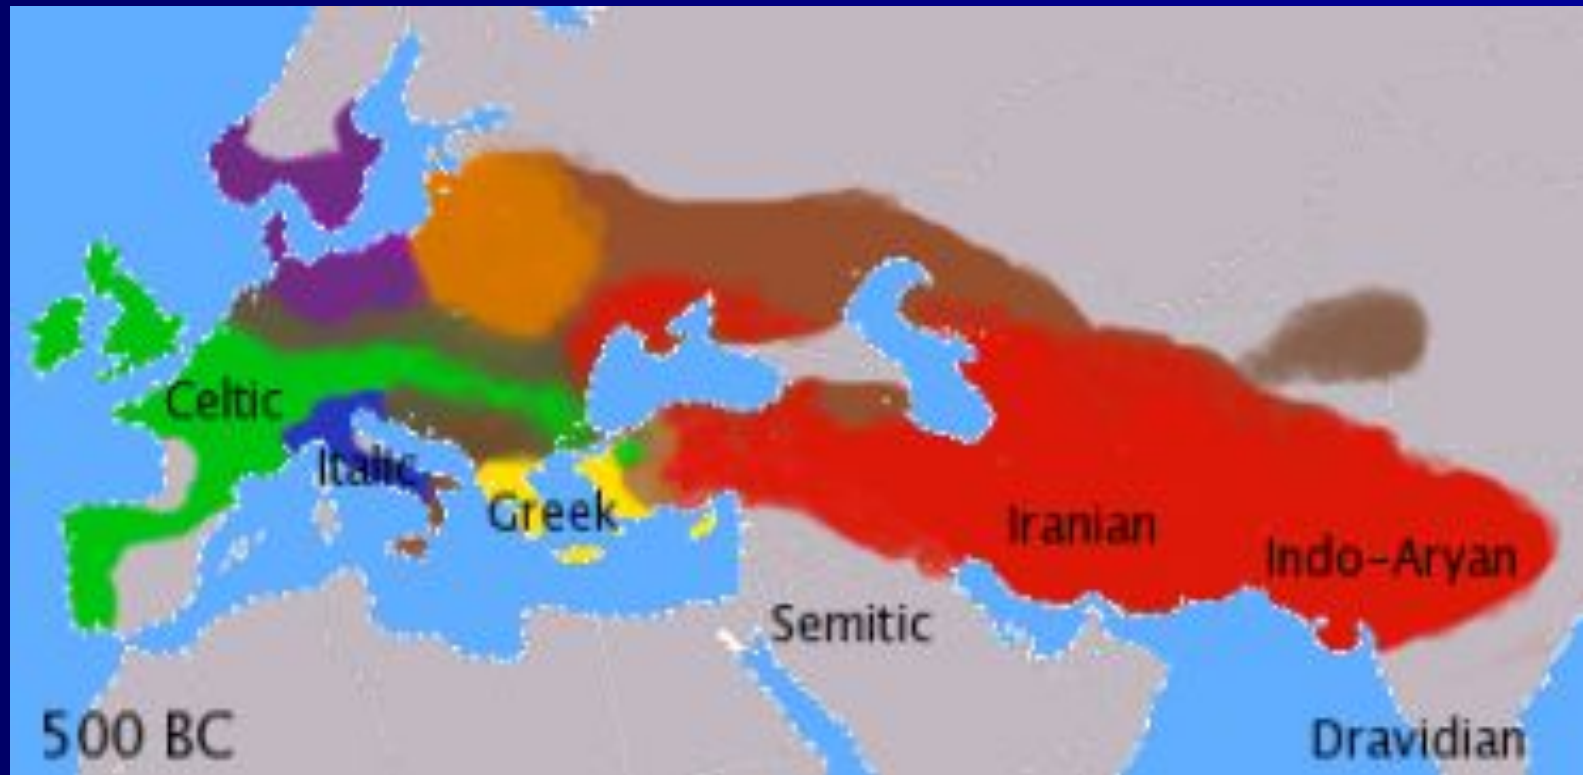 Celtic
Italic
Greek
Iranian
Indo-Aryan
Semitic
500 BC
Dravidian